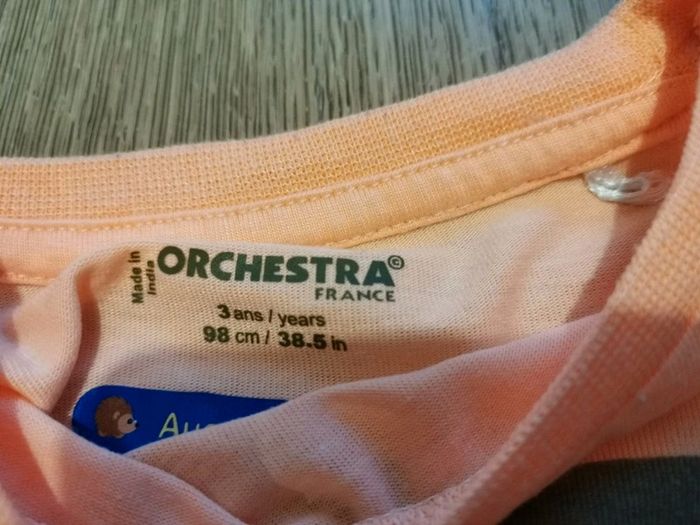 Made in
India
ORCHESTRA©
FRANCE
3 ans / years
98 cm / 38.5 in